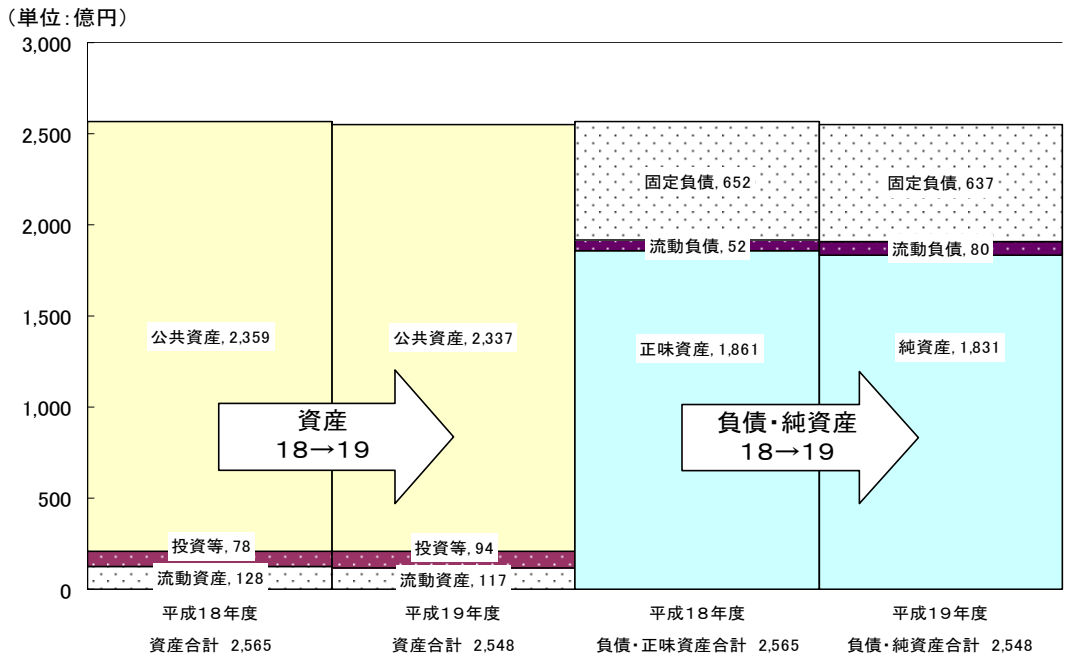 （単位：億円）
3,000
2,500
2,000
1,500
1,000
500
0
固定負債, 652
固定負債, 637
流動負債, 52
流動負債, 80
公共資産, 2,359
公共資産, 2,337
正味資産, 1,861
純資産, 1,831
資産
１８→１９
負債・純資産
１８→１９
投資等, 78
投資等, 94
流動資産, 128
流動資産, 117
平成１８年度
平成１９年度
平成１８年度
平成１９年度
資産合計 2,565
資産合計 2,548
負債・正味資産合計 2,565
負債・純資産合計 2,548